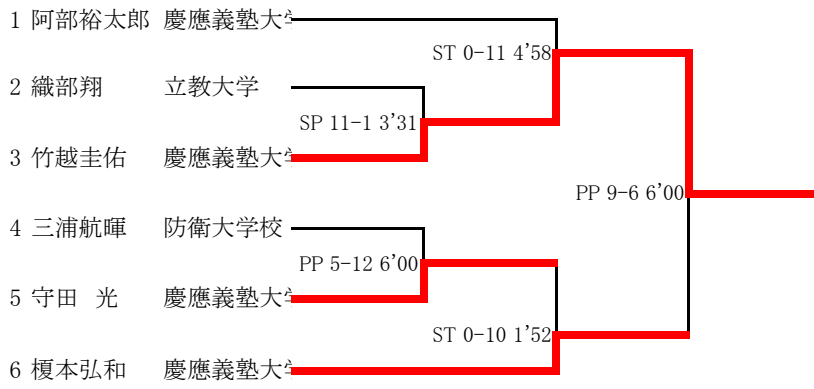 1 阿部裕太郎 慶應義塾大学
ST 0-11 4’58
2 織部翔 立教大学
SP 11-1 3’31
3 竹越圭佑 慶應義塾大学
PP 9-6 6’00
4 三浦航暉 防衛大学校
PP 5-12 6’00
5 守田 光 慶應義塾大学
ST 0-10 1’52
6 榎本弘和 慶應義塾大学